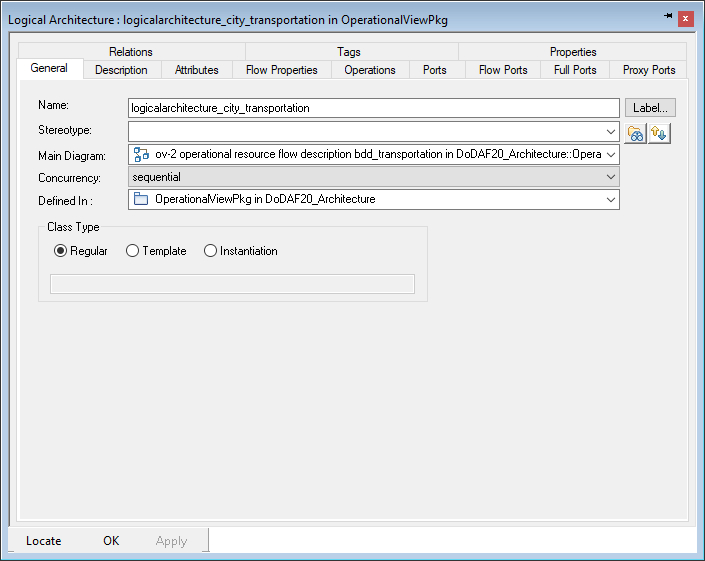 Logical Architecture : logicalarchitecture_city_transportation in OperationalViewPkg
Relations Tags Properties
General Description Attributes Flow Properties Operations Ports Flow Ports Full Ports Proxy Ports
Name: logicalarchitecture_city_transportation Label...
Stereotype:
Main Diagram: ov-2 operational resource flow description bdd_transportation in DoDAF20_Architecture::Opera
Concurrency: sequential
Defined In : OperationalViewPkg in DoDAF20_Architecture
Class Type
Regular Template Instantiation
Locate OK Apply